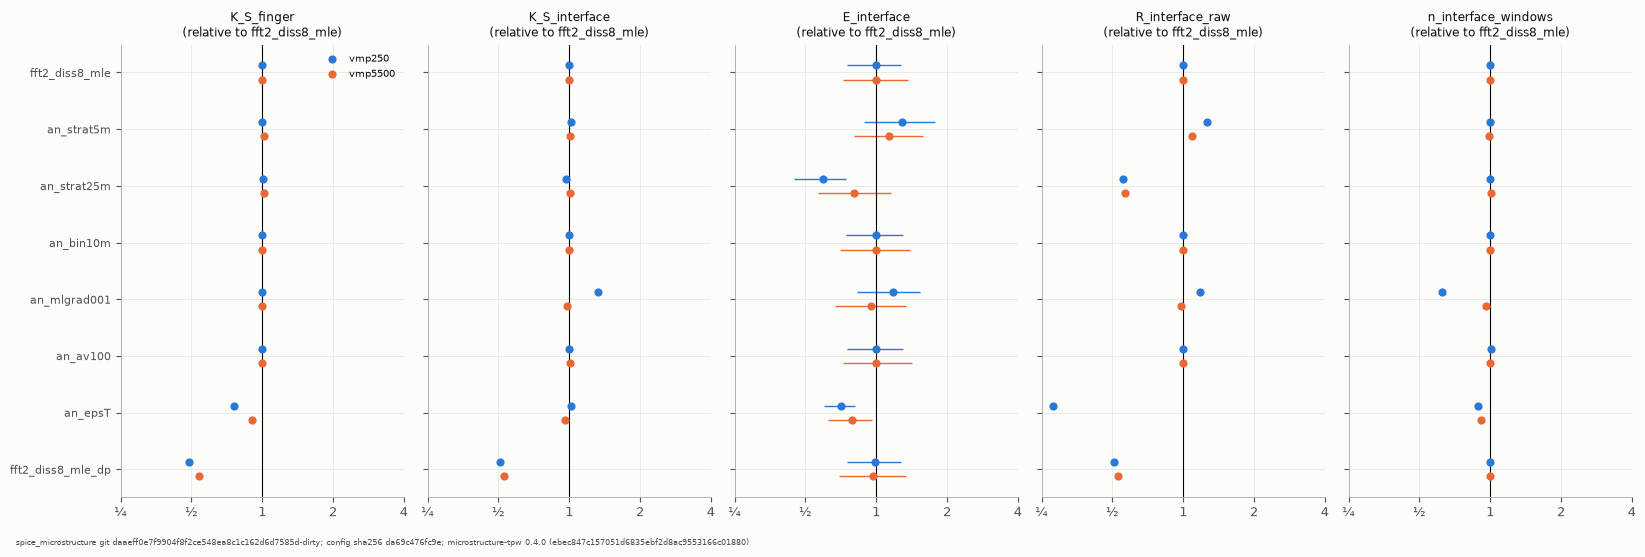 K_S_finger
(relative to fft2_diss8_mle)
K_S_interface
(relative to fft2_diss8_mle)
E_interface
(relative to fft2_diss8_mle)
R_interface_raw
(relative to fft2_diss8_mle)
n_interface_windows
(relative to fft2_diss8_mle)
vmp250
vmp5500
fft2_diss8_mle
an_strat5m
an_strat25m
an_bin10m
an_mlgrad001
an_av100
an_epsT
fft2_diss8_mle_dp
¼ ½ 1 2 4
¼ ½ 1 2 4
¼ ½ 1 2 4
¼ ½ 1 2 4
¼ ½ 1 2 4
spice_microstructure git daaeff0e7f9904f8f2ce548ea8c1c162d6d7585d-dirty; config sha256 da69c476fc9e; microstructure-tpw 0.4.0 (ebec847c157051d6835ebf2d8ac9553166c01880)